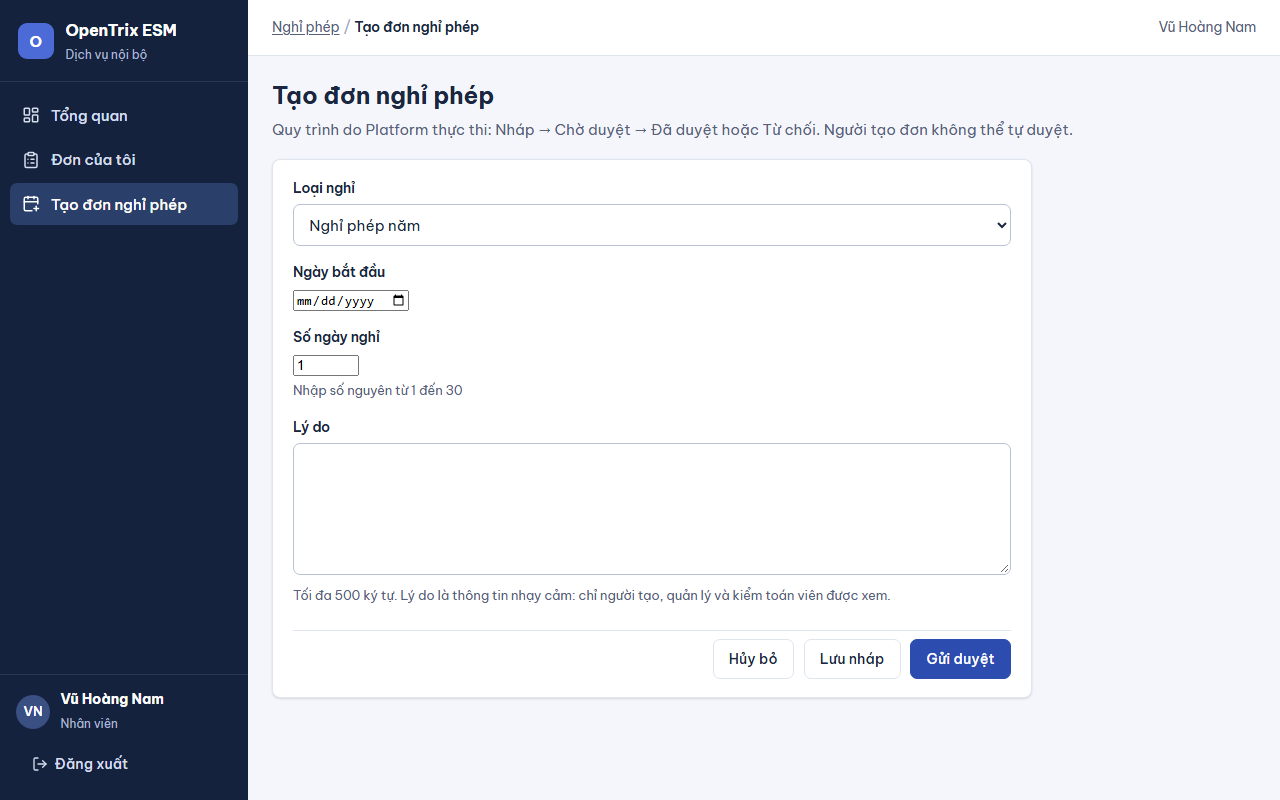 O
OpenTrix ESM
Dịch vụ nội bộ
Tổng quan
Đơn của tôi
Tạo đơn nghỉ phép
VN
Vũ Hoàng Nam
Nhân viên
Đăng xuất
Nghỉ phép / Tạo đơn nghỉ phép
Vũ Hoàng Nam
Tạo đơn nghỉ phép
Quy trình do Platform thực thi: Nháp → Chờ duyệt → Đã duyệt hoặc Từ chối. Người tạo đơn không thể tự duyệt.
Loại nghỉ
Nghỉ phép năm
Ngày bắt đầu
mm/dd/yyyy
Số ngày nghỉ
1
Nhập số nguyên từ 1 đến 30
Lý do
Tối đa 500 ký tự. Lý do là thông tin nhạy cảm: chỉ người tạo, quản lý và kiểm toán viên được xem.
Hủy bỏ
Lưu nháp
Gửi duyệt